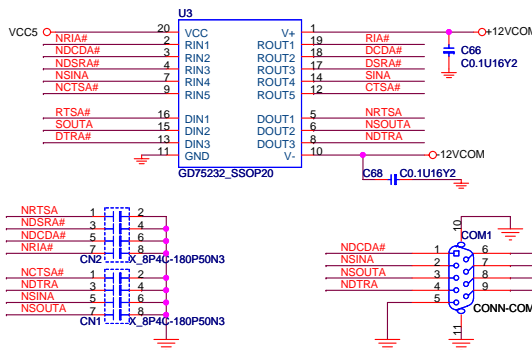 U3
VCC5 20 VCC V+ 1 +12VCOM
NRIA# 2 RIN1 ROUT1 19 RIA#
NDCDA# 3 RIN2 ROUT2 18 DCDA#
NDSRA# 4 RIN3 ROUT3 17 DSRA#
NSINA 7 RIN4 ROUT4 14 SINA
NCTSA# 9 RIN5 ROUT5 12 CTSA#
C66
C0.1U16Y2
RTSA# 16 DIN1 DOUT1 5 NRTSA
SOUTA 15 DIN2 DOUT2 6 NSOUTA
DTRA# 13 DIN3 DOUT3 8 NDTRA
11 GND V- 10 -12VCOM
GD75232_SSOP20
C68 C0.1U16Y2
NRTSA 1 2
NDSRA# 3 4
NDCDA# 5 6
NRIA# 7 8
CN2 X_8P4C-180P50N3
NCTSA# 1 2
NDTRA 3 4
NSINA 5 6
NSOUTA 7 8
CN1 X_8P4C-180P50N3
10
COM1
NDCDA# 1 6
NSINA 2 7
NSOUTA 3 8
NDTRA 4 9
5
CONN-COM
11